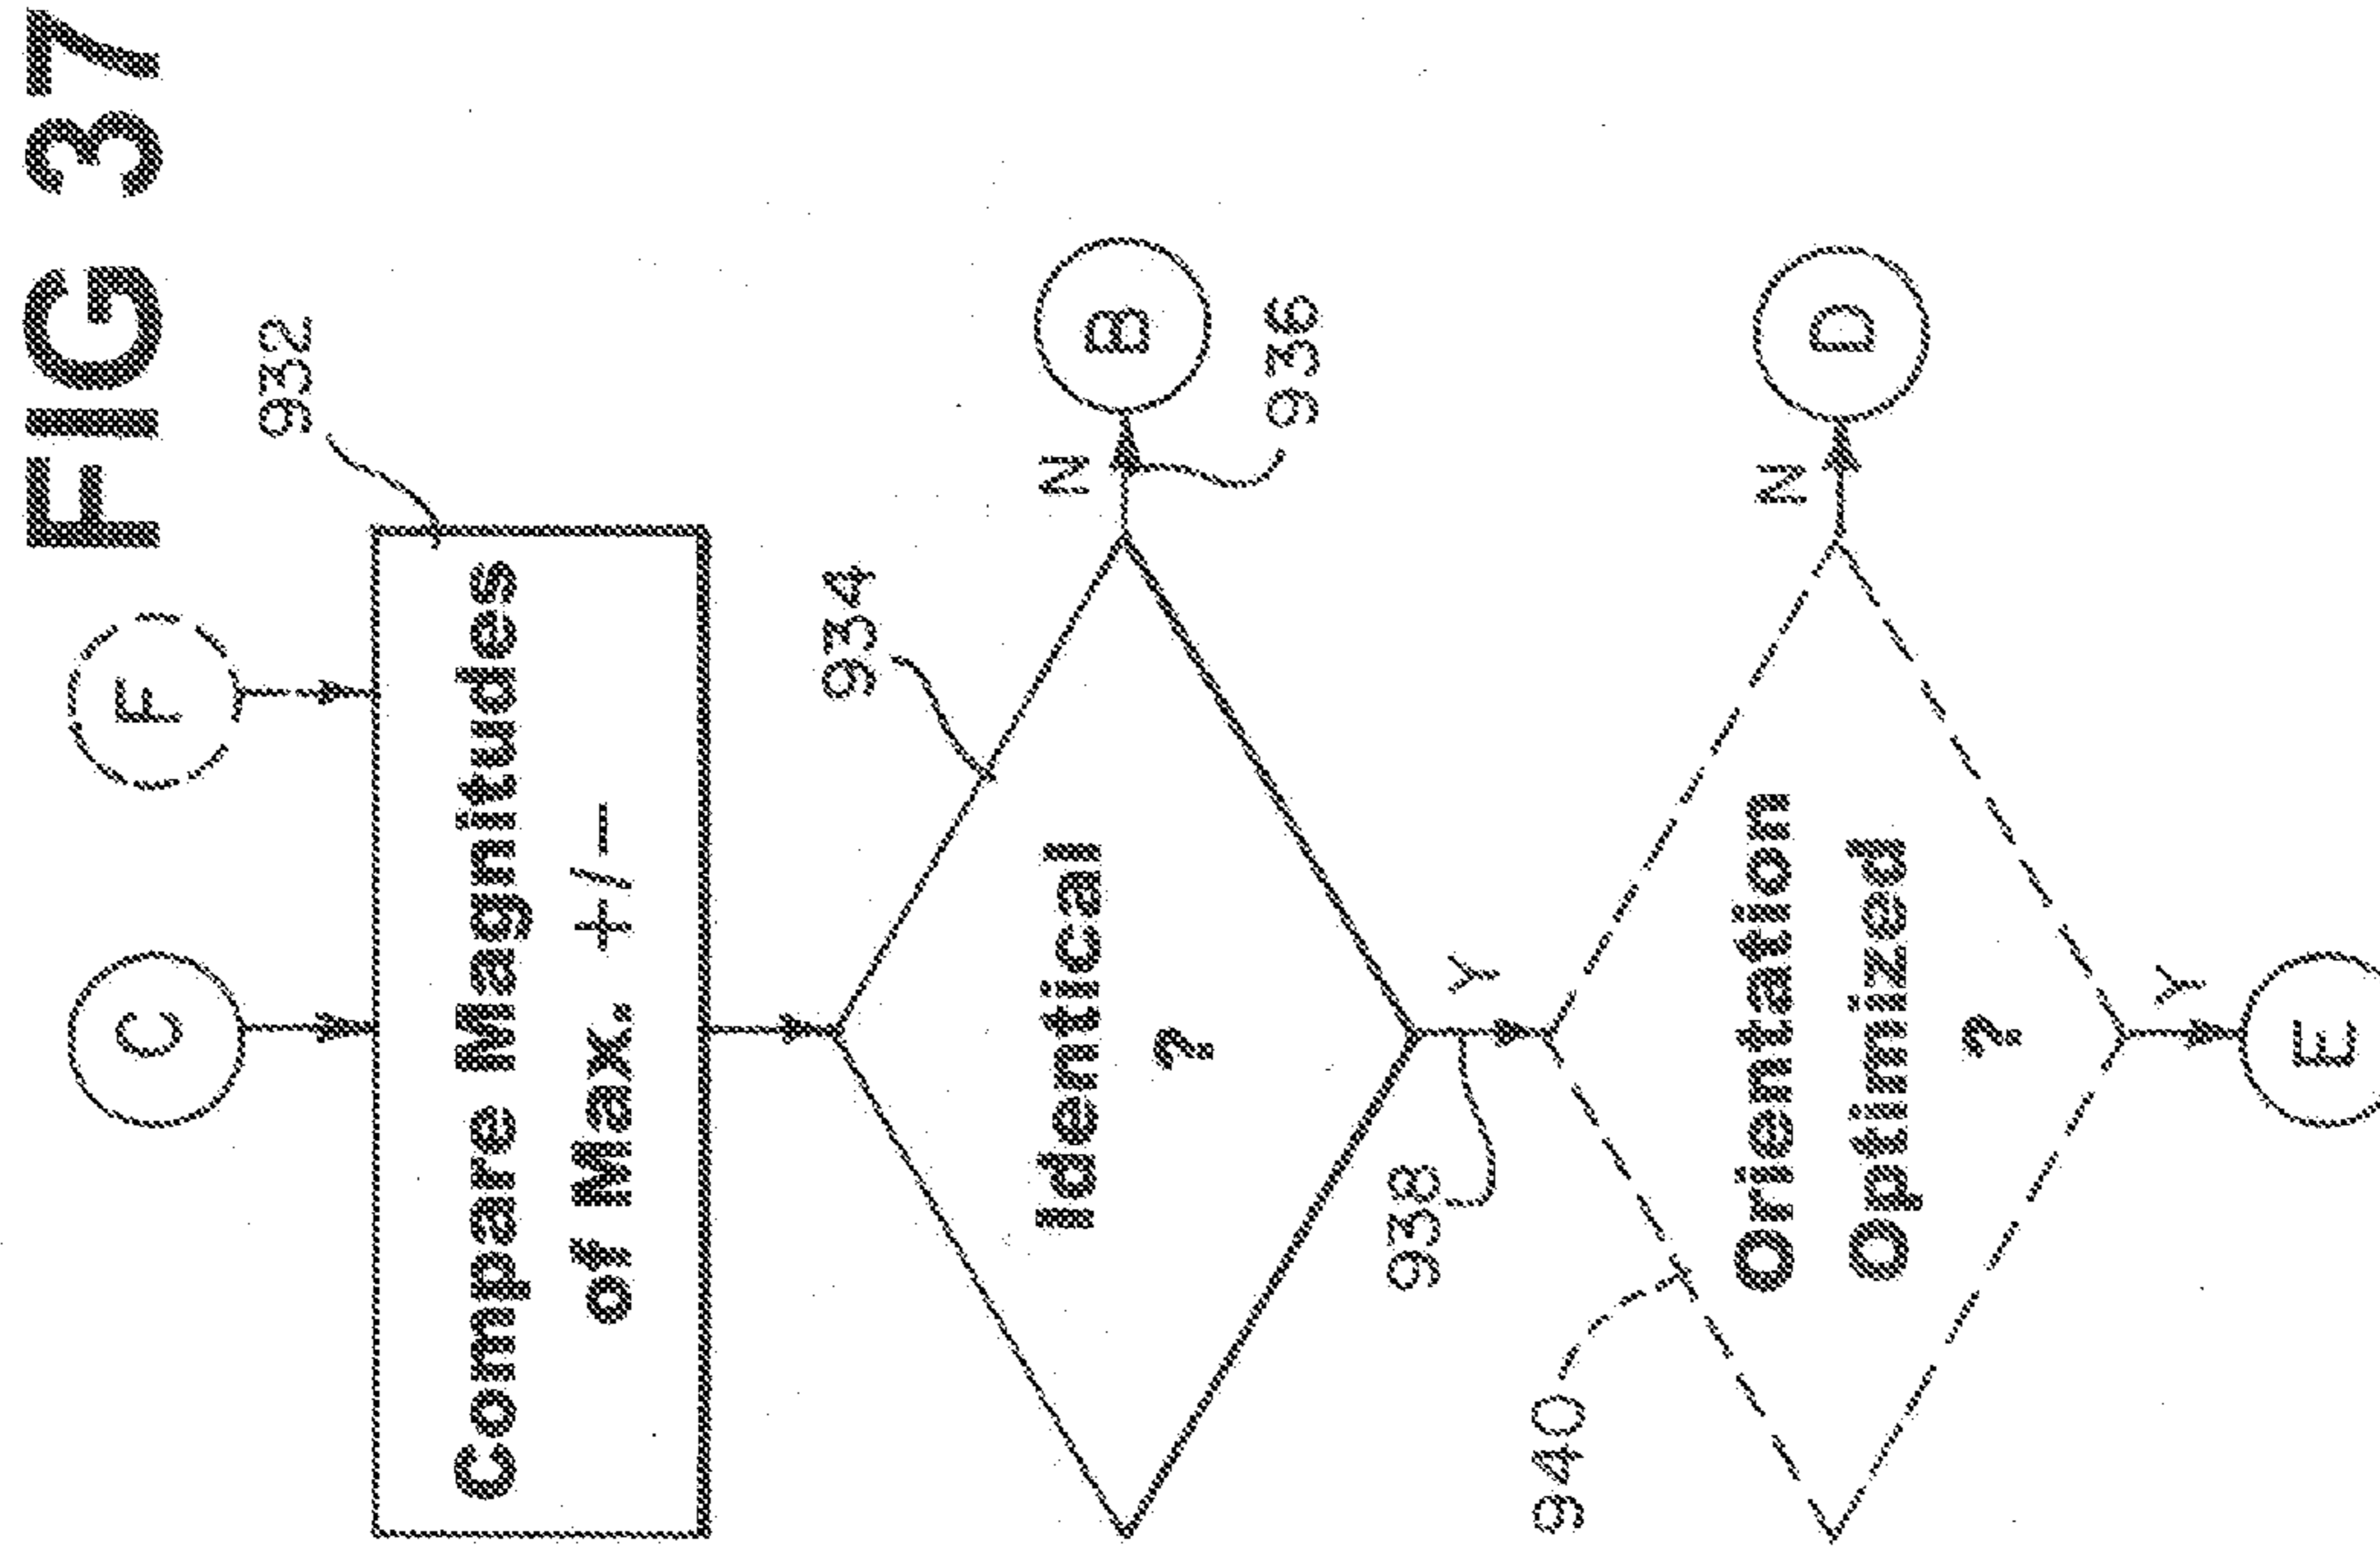 FIG 37
C
F
932
Compare Magnitudes
of Max. +/-
934
Identical
?
N
B
936
938
Y
940
Orientation
Optimized
?
N
D
Y
E